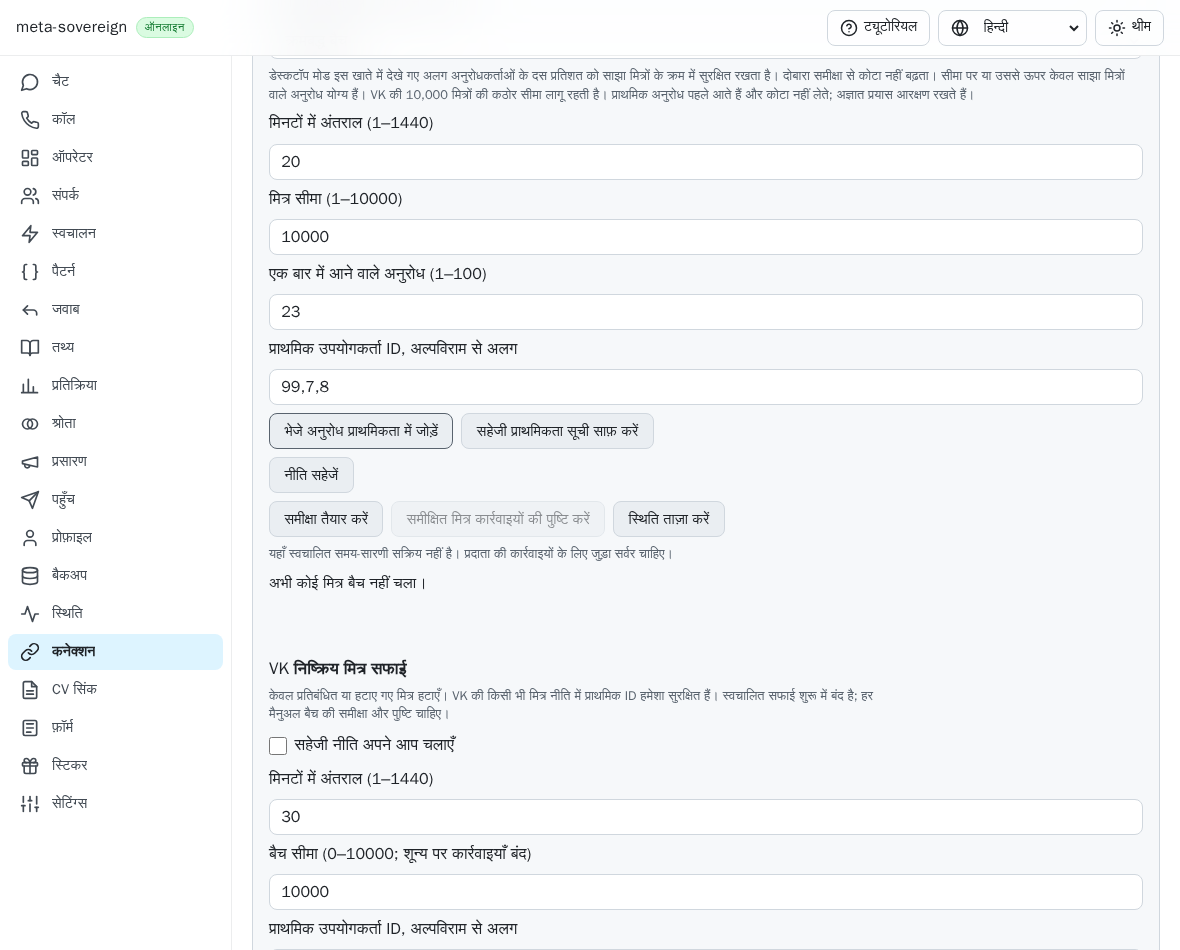 meta-sovereign ऑनलाइन
ट्यूटोरियल हिन्दी थीम
चैट
कॉल
ऑपरेटर
संपर्क
स्वचालन
पैटर्न
जवाब
तथ्य
प्रतिक्रिया
श्रोता
प्रसारण
पहुँच
प्रोफ़ाइल
बैकअप
स्थिति
कनेक्शन
CV सिंक
फ़ॉर्म
स्टिकर
सेटिंग्स
डेस्कटॉप मोड इस खाते में देखे गए अलग अनुरोधकर्ताओं के दस प्रतिशत को साझा मित्रों के क्रम में सुरक्षित रखता है। दोबारा समीक्षा से कोटा नहीं बढ़ता। सीमा पर या उससे ऊपर केवल साझा मित्रों
वाले अनुरोध योग्य हैं। VK की 10,000 मित्रों की कठोर सीमा लागू रहती है। प्राथमिक अनुरोध पहले आते हैं और कोटा नहीं लेते; अज्ञात प्रयास आरक्षण रखते हैं।
मिनटों में अंतराल (1–1440)
20
मित्र सीमा (1–10000)
10000
एक बार में आने वाले अनुरोध (1–100)
23
प्राथमिक उपयोगकर्ता ID, अल्पविराम से अलग
99,7,8
भेजे अनुरोध प्राथमिकता में जोड़ें सहेजी प्राथमिकता सूची साफ़ करें
नीति सहेजें
समीक्षा तैयार करें समीक्षित मित्र कार्रवाइयों की पुष्टि करें स्थिति ताज़ा करें
यहाँ स्वचालित समय-सारणी सक्रिय नहीं है। प्रदाता की कार्रवाइयों के लिए जुड़ा सर्वर चाहिए।
अभी कोई मित्र बैच नहीं चला।
VK निष्क्रिय मित्र सफाई
केवल प्रतिबंधित या हटाए गए मित्र हटाएँ। VK की किसी भी मित्र नीति में प्राथमिक ID हमेशा सुरक्षित हैं। स्वचालित सफाई शुरू में बंद है; हर
मैनुअल बैच की समीक्षा और पुष्टि चाहिए।
सहेजी नीति अपने आप चलाएँ
मिनटों में अंतराल (1–1440)
30
बैच सीमा (0–10000; शून्य पर कार्रवाइयाँ बंद)
10000
प्राथमिक उपयोगकर्ता ID, अल्पविराम से अलग